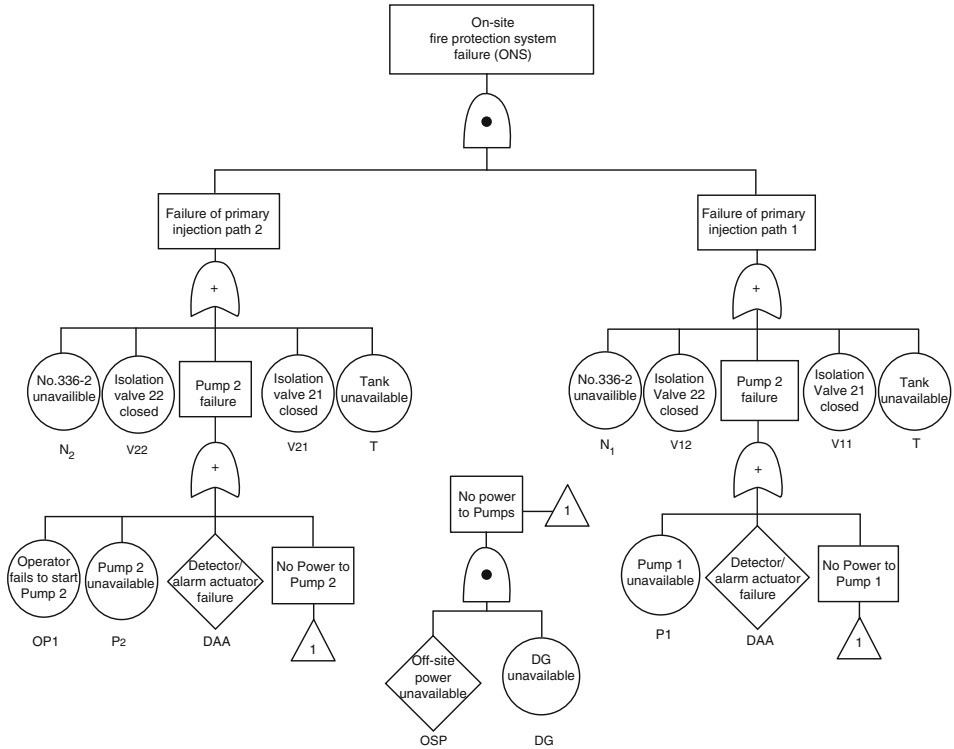 On-site
fire protection system
failure (ONS)
Failure of primary
injection path 2
Failure of primary
injection path 1
+
+
No.336-2
unavailible
Isolation
valve 22
closed
Pump 2
failure
Isolation
valve 21
closed
Tank
unavailable
N2
V22
V21
T
No.336-2
unavailible
Isolation
Valve 22
closed
Pump 2
failure
Isolation
Valve 21
closed
Tank
unavailable
N1
V12
V11
T
+
+
No power
to Pumps
1
Operator
fails to start
Pump 2
Pump 2
unavailable
Detector/
alarm actuator
failure
No Power to
Pump 2
OP1
P2
DAA
1
Pump 1
unavailable
Detector/
alarm actuator
failure
No Power to
Pump 1
P1
DAA
1
Off-site
power
unavailable
DG
unavailable
OSP
DG